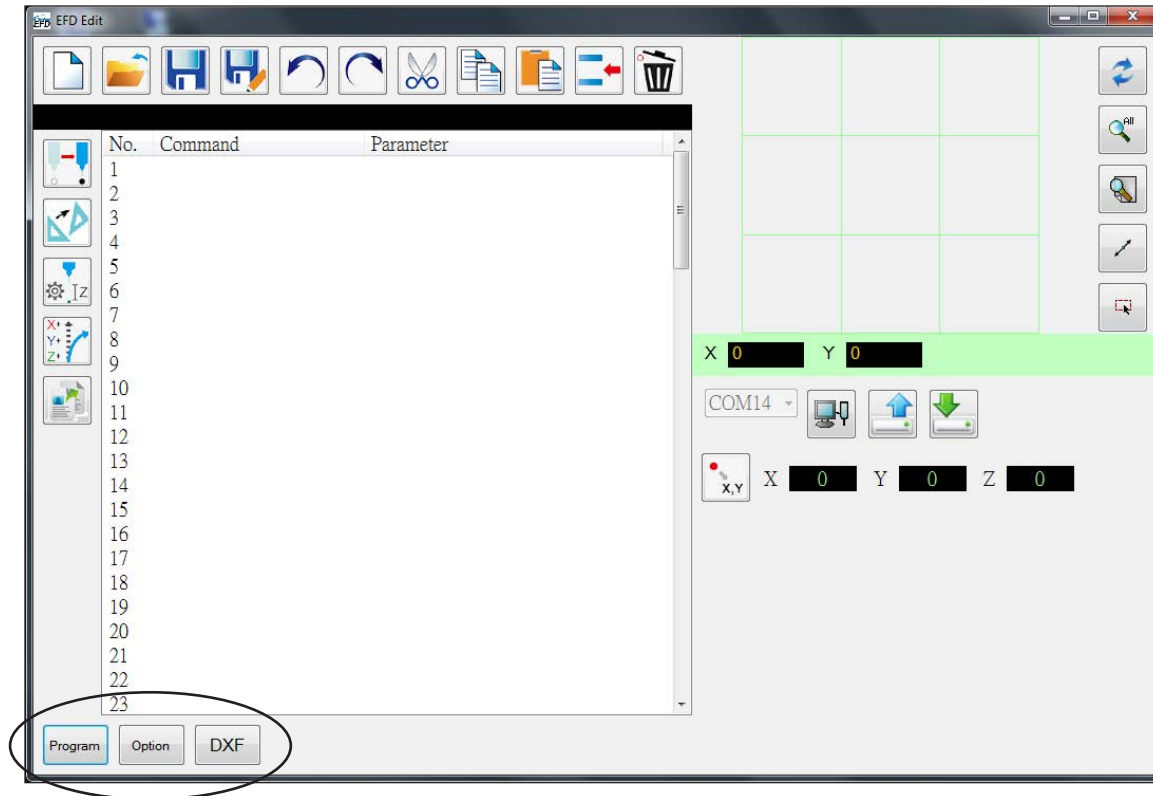 EFD EFD Edit
No. Command Parameter
1
2
3
4
5
6
7
8
9
10
11
12
13
14
15
16
17
18
19
20
21
22
23
Z
X+
Y+
Z+
All
X 0 Y 0
COM14
X,Y X 0 Y 0 Z 0
Program Option DXF